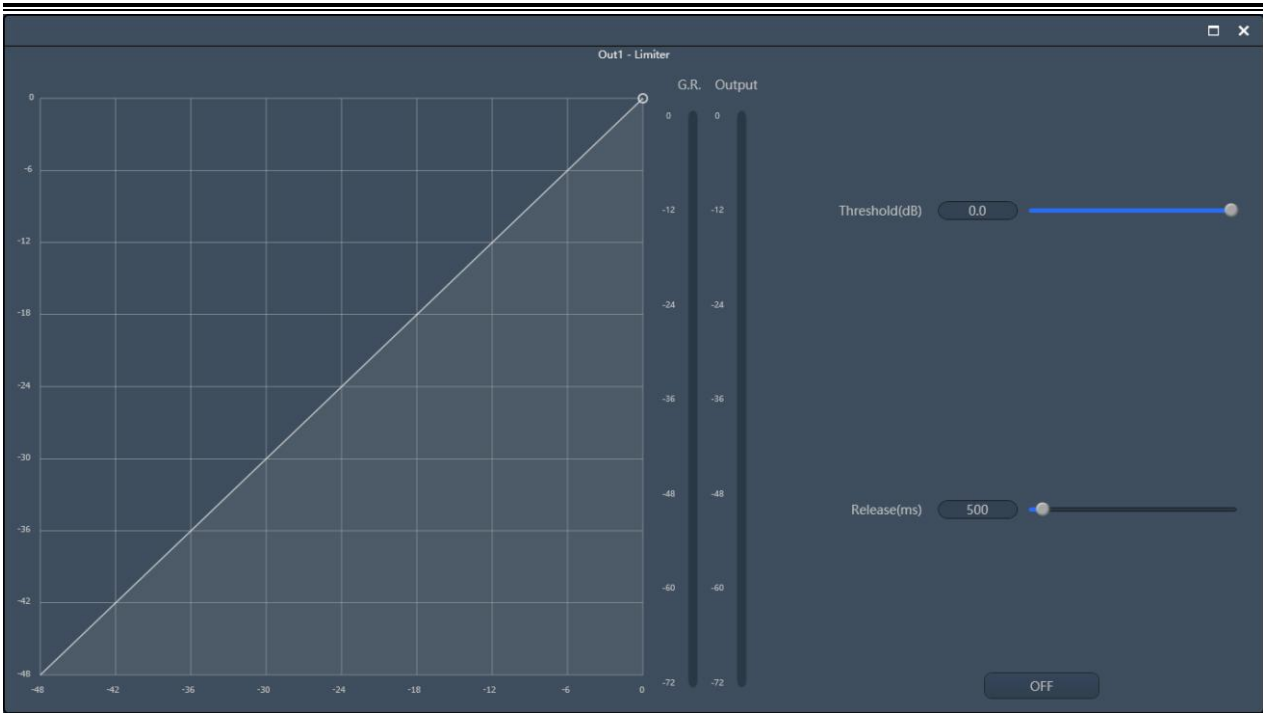 Out1 - Limiter
G.R. Output
0
-6
-12
-18
-24
-30
-36
-42
-48
-48 -42 -36 -30 -24 -18 -12 -6 0
0 0
-12 -12
-24 -24
-36 -36
-48 -48
-60 -60
-72 -72
Threshold(dB) 0.0
Release(ms) 500
OFF